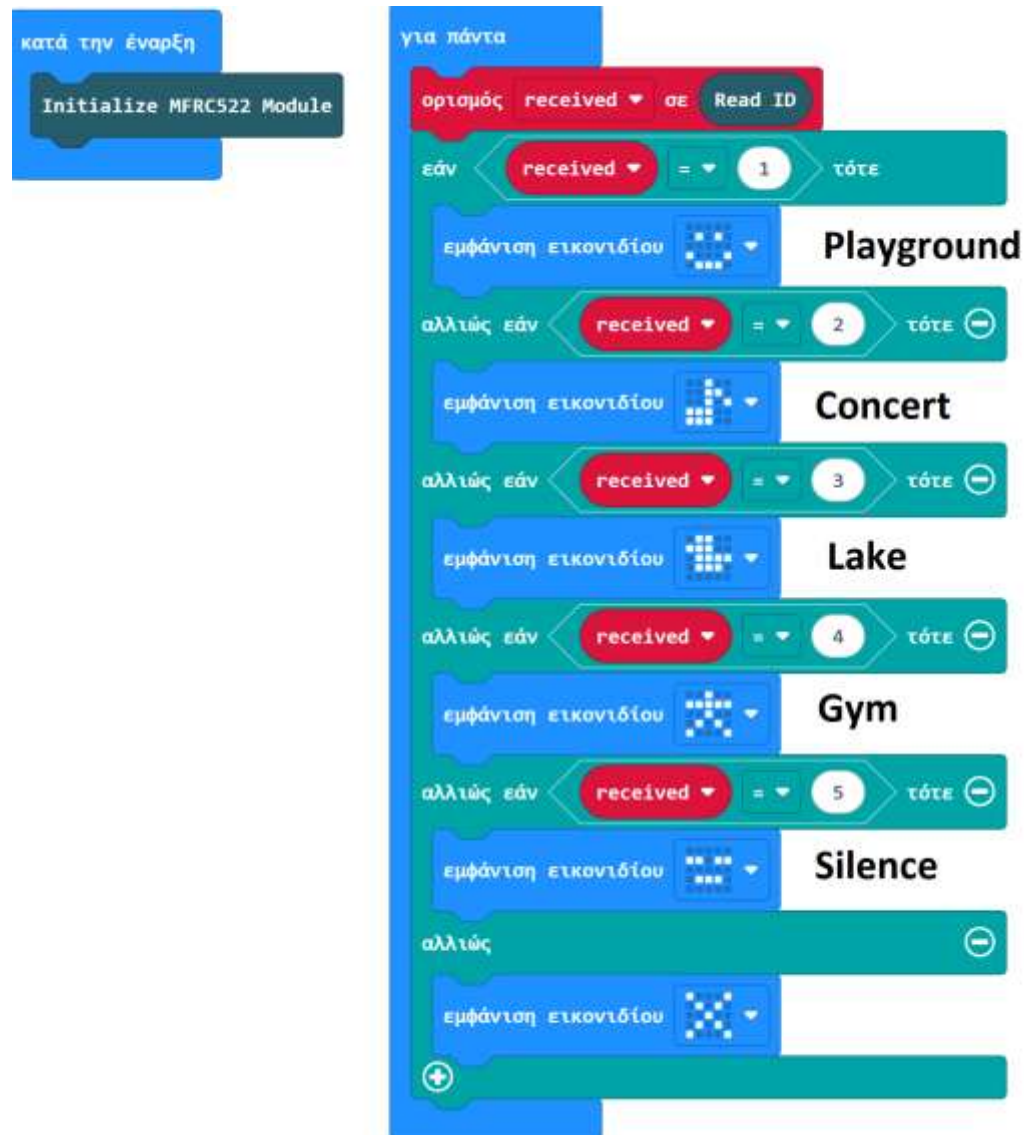 κατά την έναρξη
Initialize MFRC522 Module
για πάντα
ορισμός received σε Read ID
εάν received = 1 τότε
εμφάνιση εικονιδίου
Playground
αλλιώς εάν received = 2 τότε
εμφάνιση εικονιδίου
Concert
αλλιώς εάν received = 3 τότε
εμφάνιση εικονιδίου
Lake
αλλιώς εάν received = 4 τότε
εμφάνιση εικονιδίου
Gym
αλλιώς εάν received = 5 τότε
εμφάνιση εικονιδίου
Silence
αλλιώς
εμφάνιση εικονιδίου